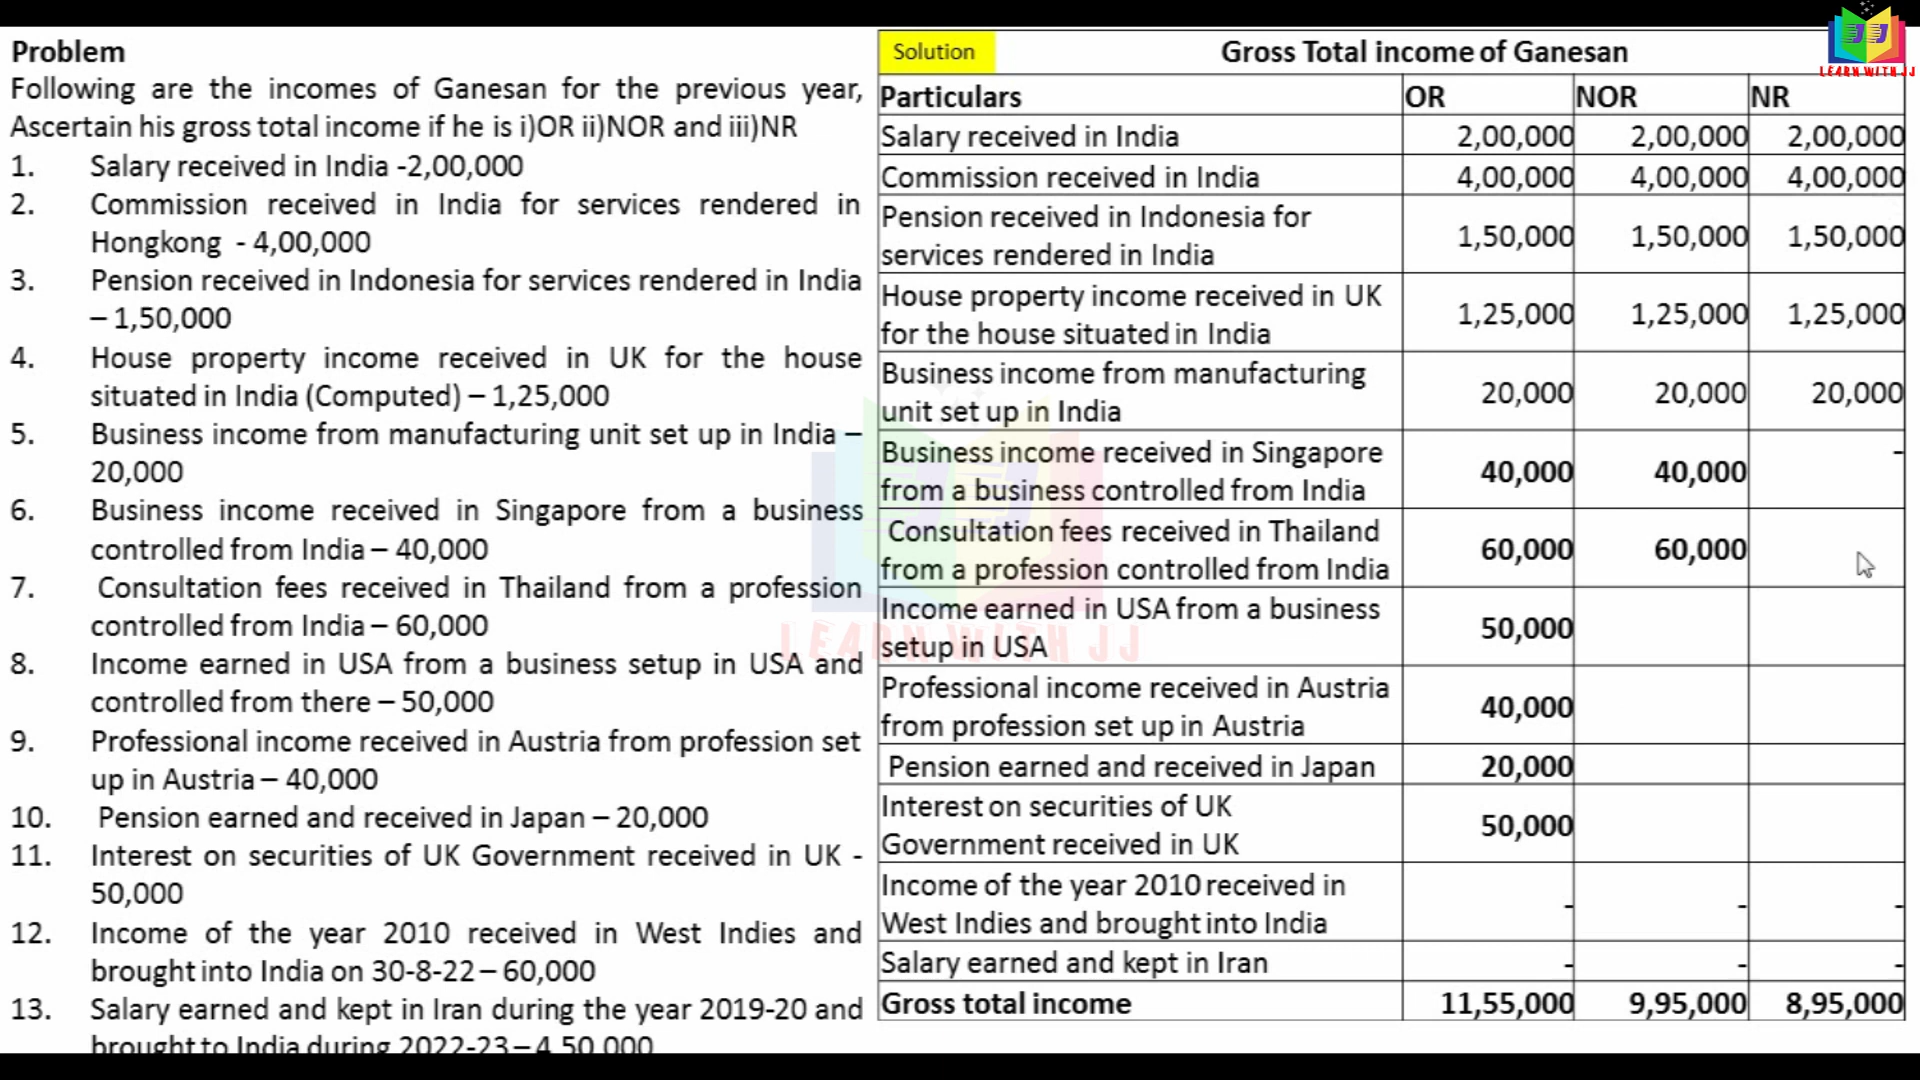 Problem
Following are the incomes of Ganesan for the previous year,
Ascertain his gross total income if he is i)OR ii)NOR and iii)NR
1. Salary received in India -2,00,000
2. Commission received in India for services rendered in
Hongkong - 4,00,000
3. Pension received in Indonesia for services rendered in India
– 1,50,000
4. House property income received in UK for the house
situated in India (Computed) – 1,25,000
5. Business income from manufacturing unit set up in India –
20,000
6. Business income received in Singapore from a business
controlled from India – 40,000
7. Consultation fees received in Thailand from a profession
controlled from India – 60,000
8. Income earned in USA from a business setup in USA and
controlled from there – 50,000
9. Professional income received in Austria from profession set
up in Austria – 40,000
10. Pension earned and received in Japan – 20,000
11. Interest on securities of UK Government received in UK -
50,000
12. Income of the year 2010 received in West Indies and
brought into India on 30-8-22 – 60,000
13. Salary earned and kept in Iran during the year 2019-20 and
brought to India during 2022-23 – 4,50,000
Solution
Gross Total income of Ganesan
Particulars OR NOR NR
Salary received in India 2,00,000 2,00,000 2,00,000
Commission received in India 4,00,000 4,00,000 4,00,000
Pension received in Indonesia for
services rendered in India 1,50,000 1,50,000 1,50,000
House property income received in UK
for the house situated in India 1,25,000 1,25,000 1,25,000
Business income from manufacturing
unit set up in India 20,000 20,000 20,000
Business income received in Singapore
from a business controlled from India 40,000 40,000 -
Consultation fees received in Thailand
from a profession controlled from India 60,000 60,000
Income earned in USA from a business
setup in USA 50,000
Professional income received in Austria
from profession set up in Austria 40,000
Pension earned and received in Japan 20,000
Interest on securities of UK
Government received in UK 50,000
Income of the year 2010 received in
West Indies and brought into India - - -
Salary earned and kept in Iran - - -
Gross total income 11,55,000 9,95,000 8,95,000
JJ
LEARN WITH JJ
LEARN WITH JJ